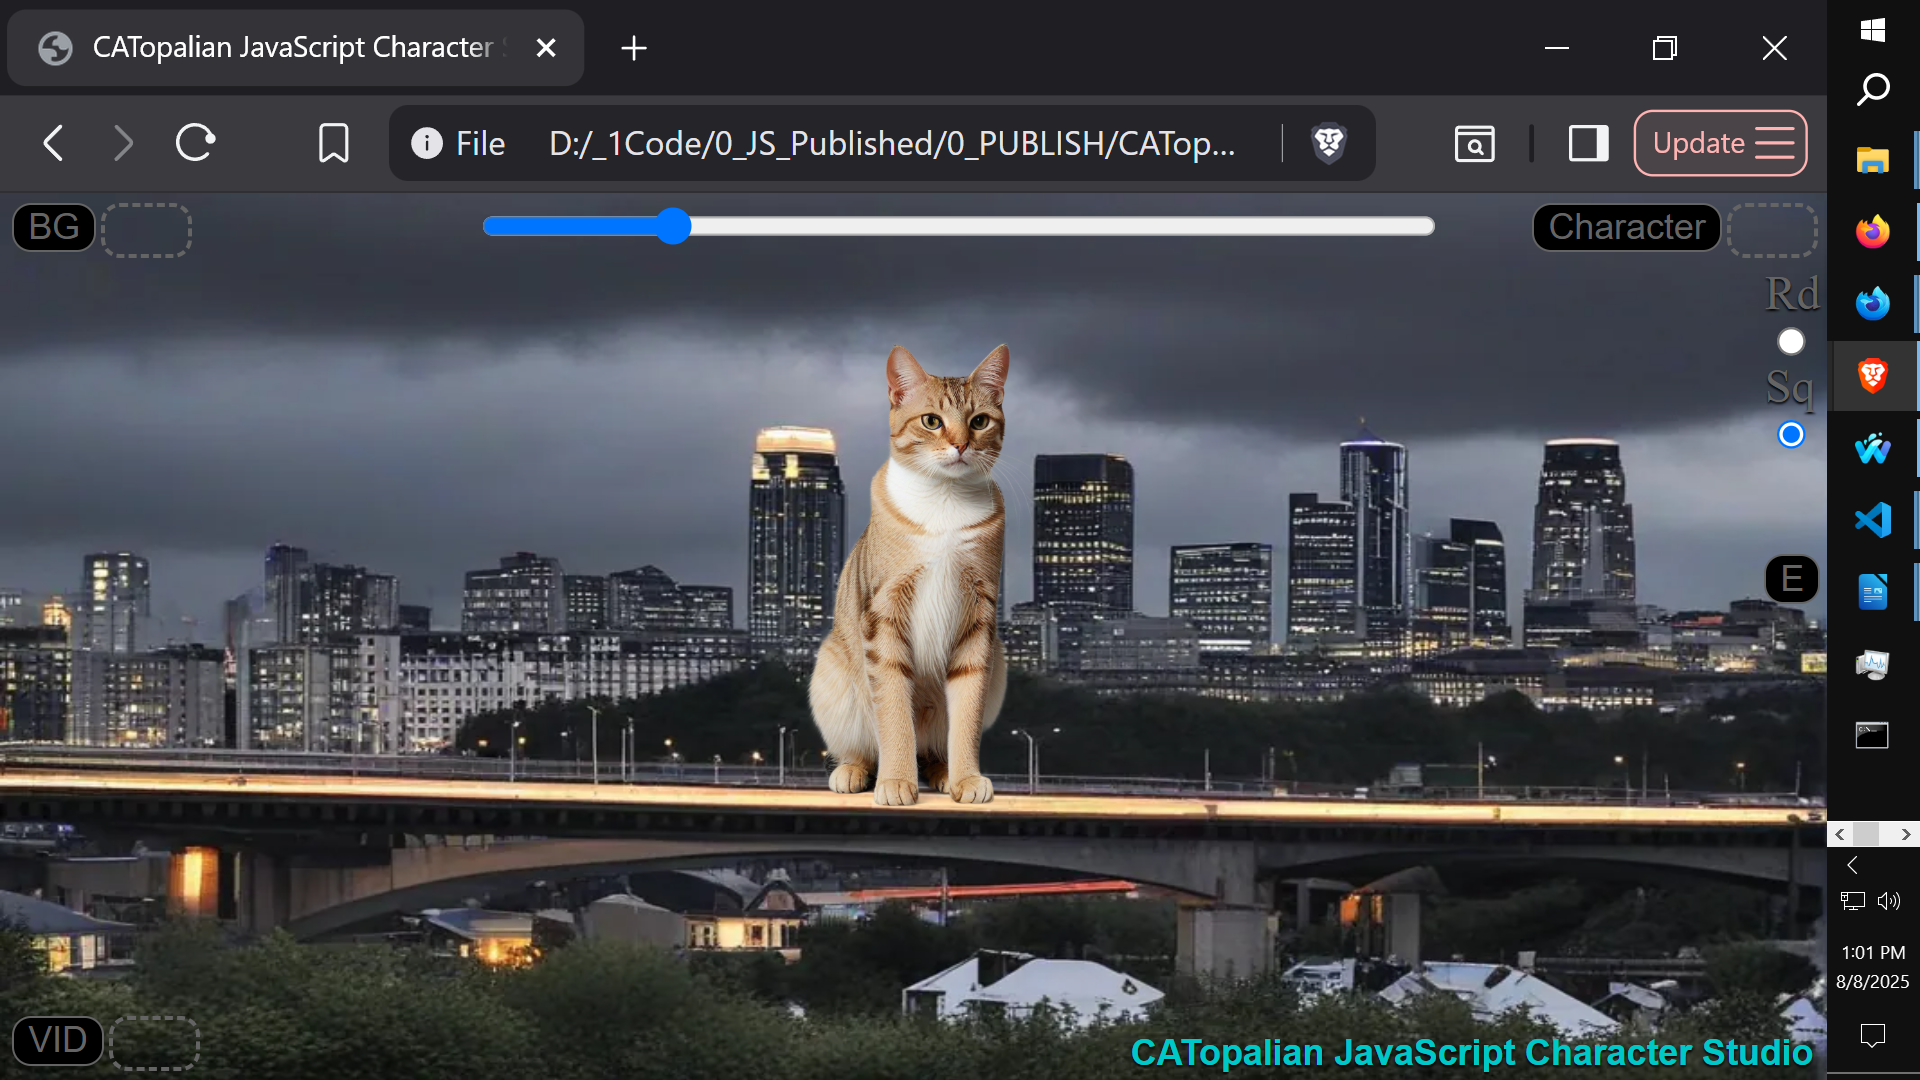 CATopalian JavaScript Character
File D:/_1Code/0_JS_Published/0_PUBLISH/CATop...
Update
BG
Character
Rd
Sq
E
VID
CATopalian JavaScript Character Studio
1:01 PM
8/8/2025